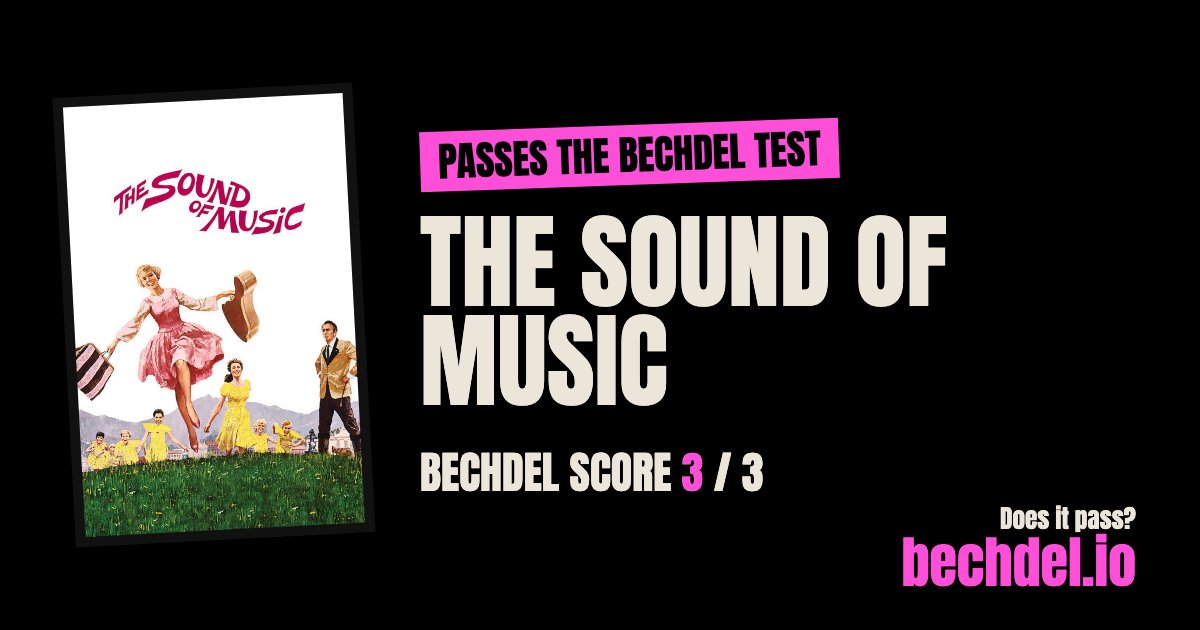 THE SOUND
OF MUSIC
PASSES THE BECHDEL TEST
THE SOUND OF
MUSIC
BECHDEL SCORE 3 / 3
Does it pass?
bechdel.io